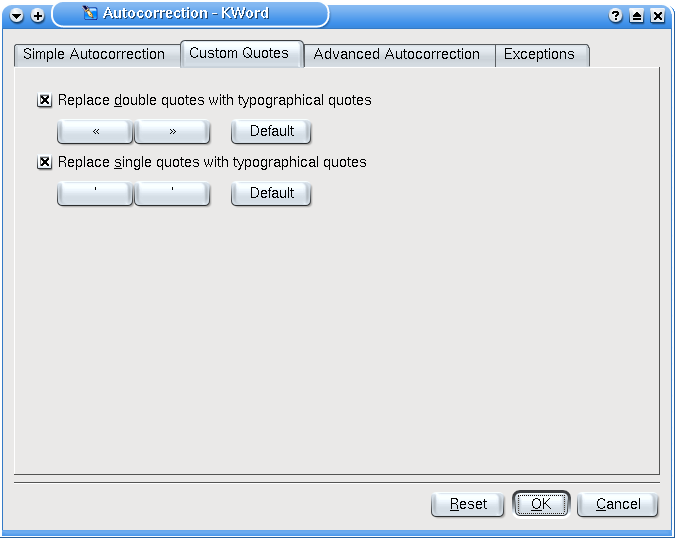 Autocorrection - KWord
Simple Autocorrection Custom Quotes Advanced Autocorrection Exceptions
Replace double quotes with typographical quotes
« » Default
Replace single quotes with typographical quotes
' ' Default
Reset OK Cancel